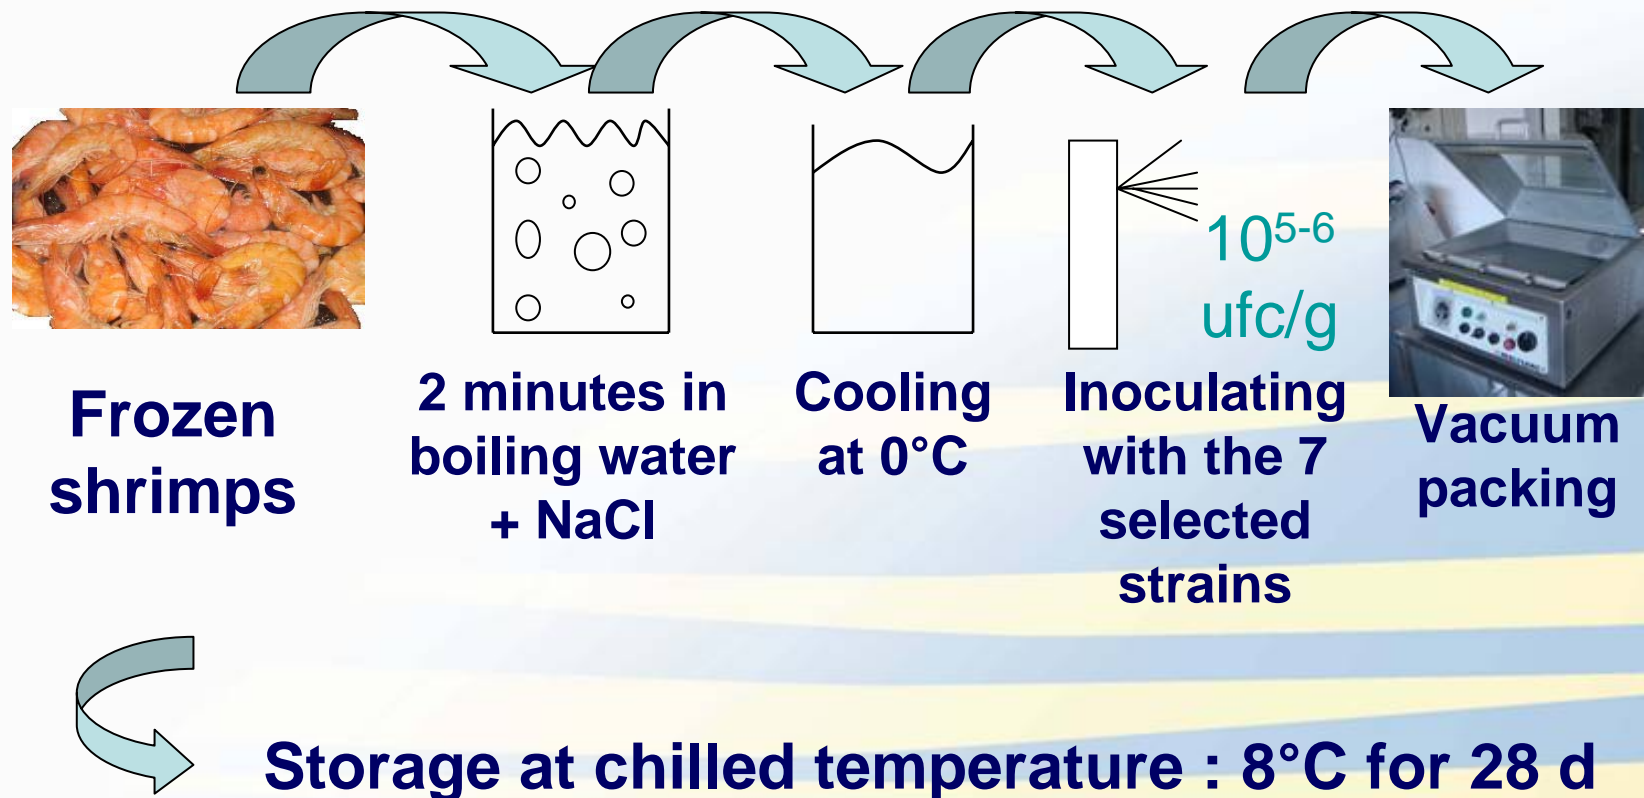 Frozen
shrimps
2 minutes in
boiling water
+ NaCl
Cooling
at 0°C
10⁵⁻⁶
ufc/g
Inoculating
with the 7
selected
strains
Vacuum
packing
Storage at chilled temperature : 8°C for 28 d